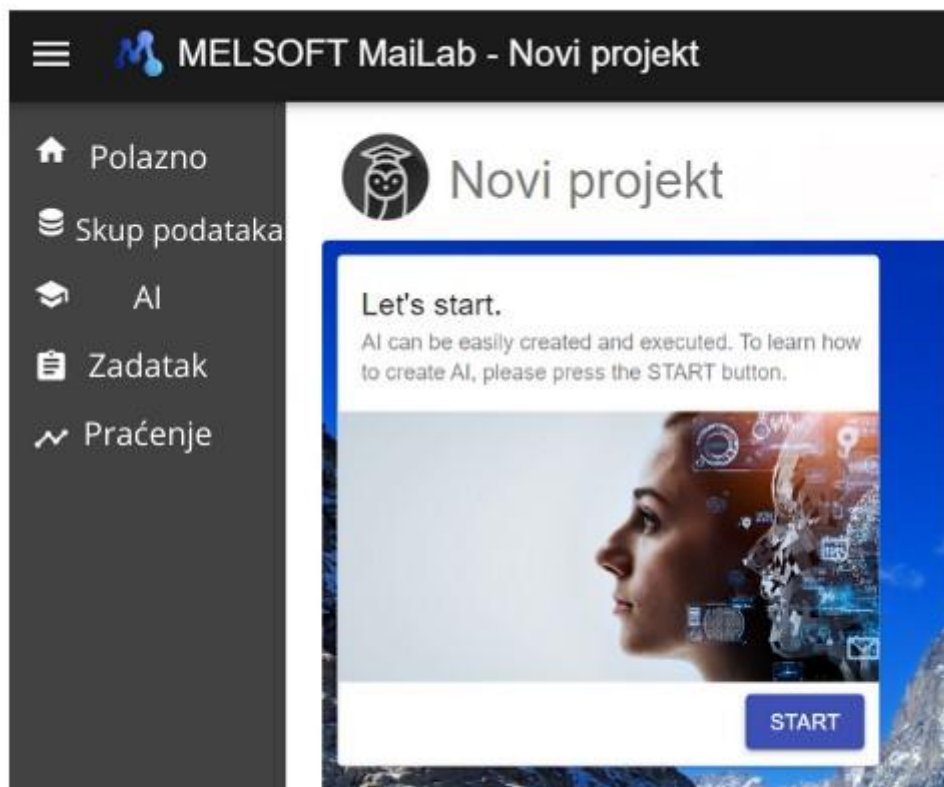 MELSOFT MaiLab - Novi projekt
Polazno
Skup podataka
AI
Zadatak
Praćenje
Novi projekt
Let's start.
AI can be easily created and executed. To learn how
to create AI, please press the START button.
START